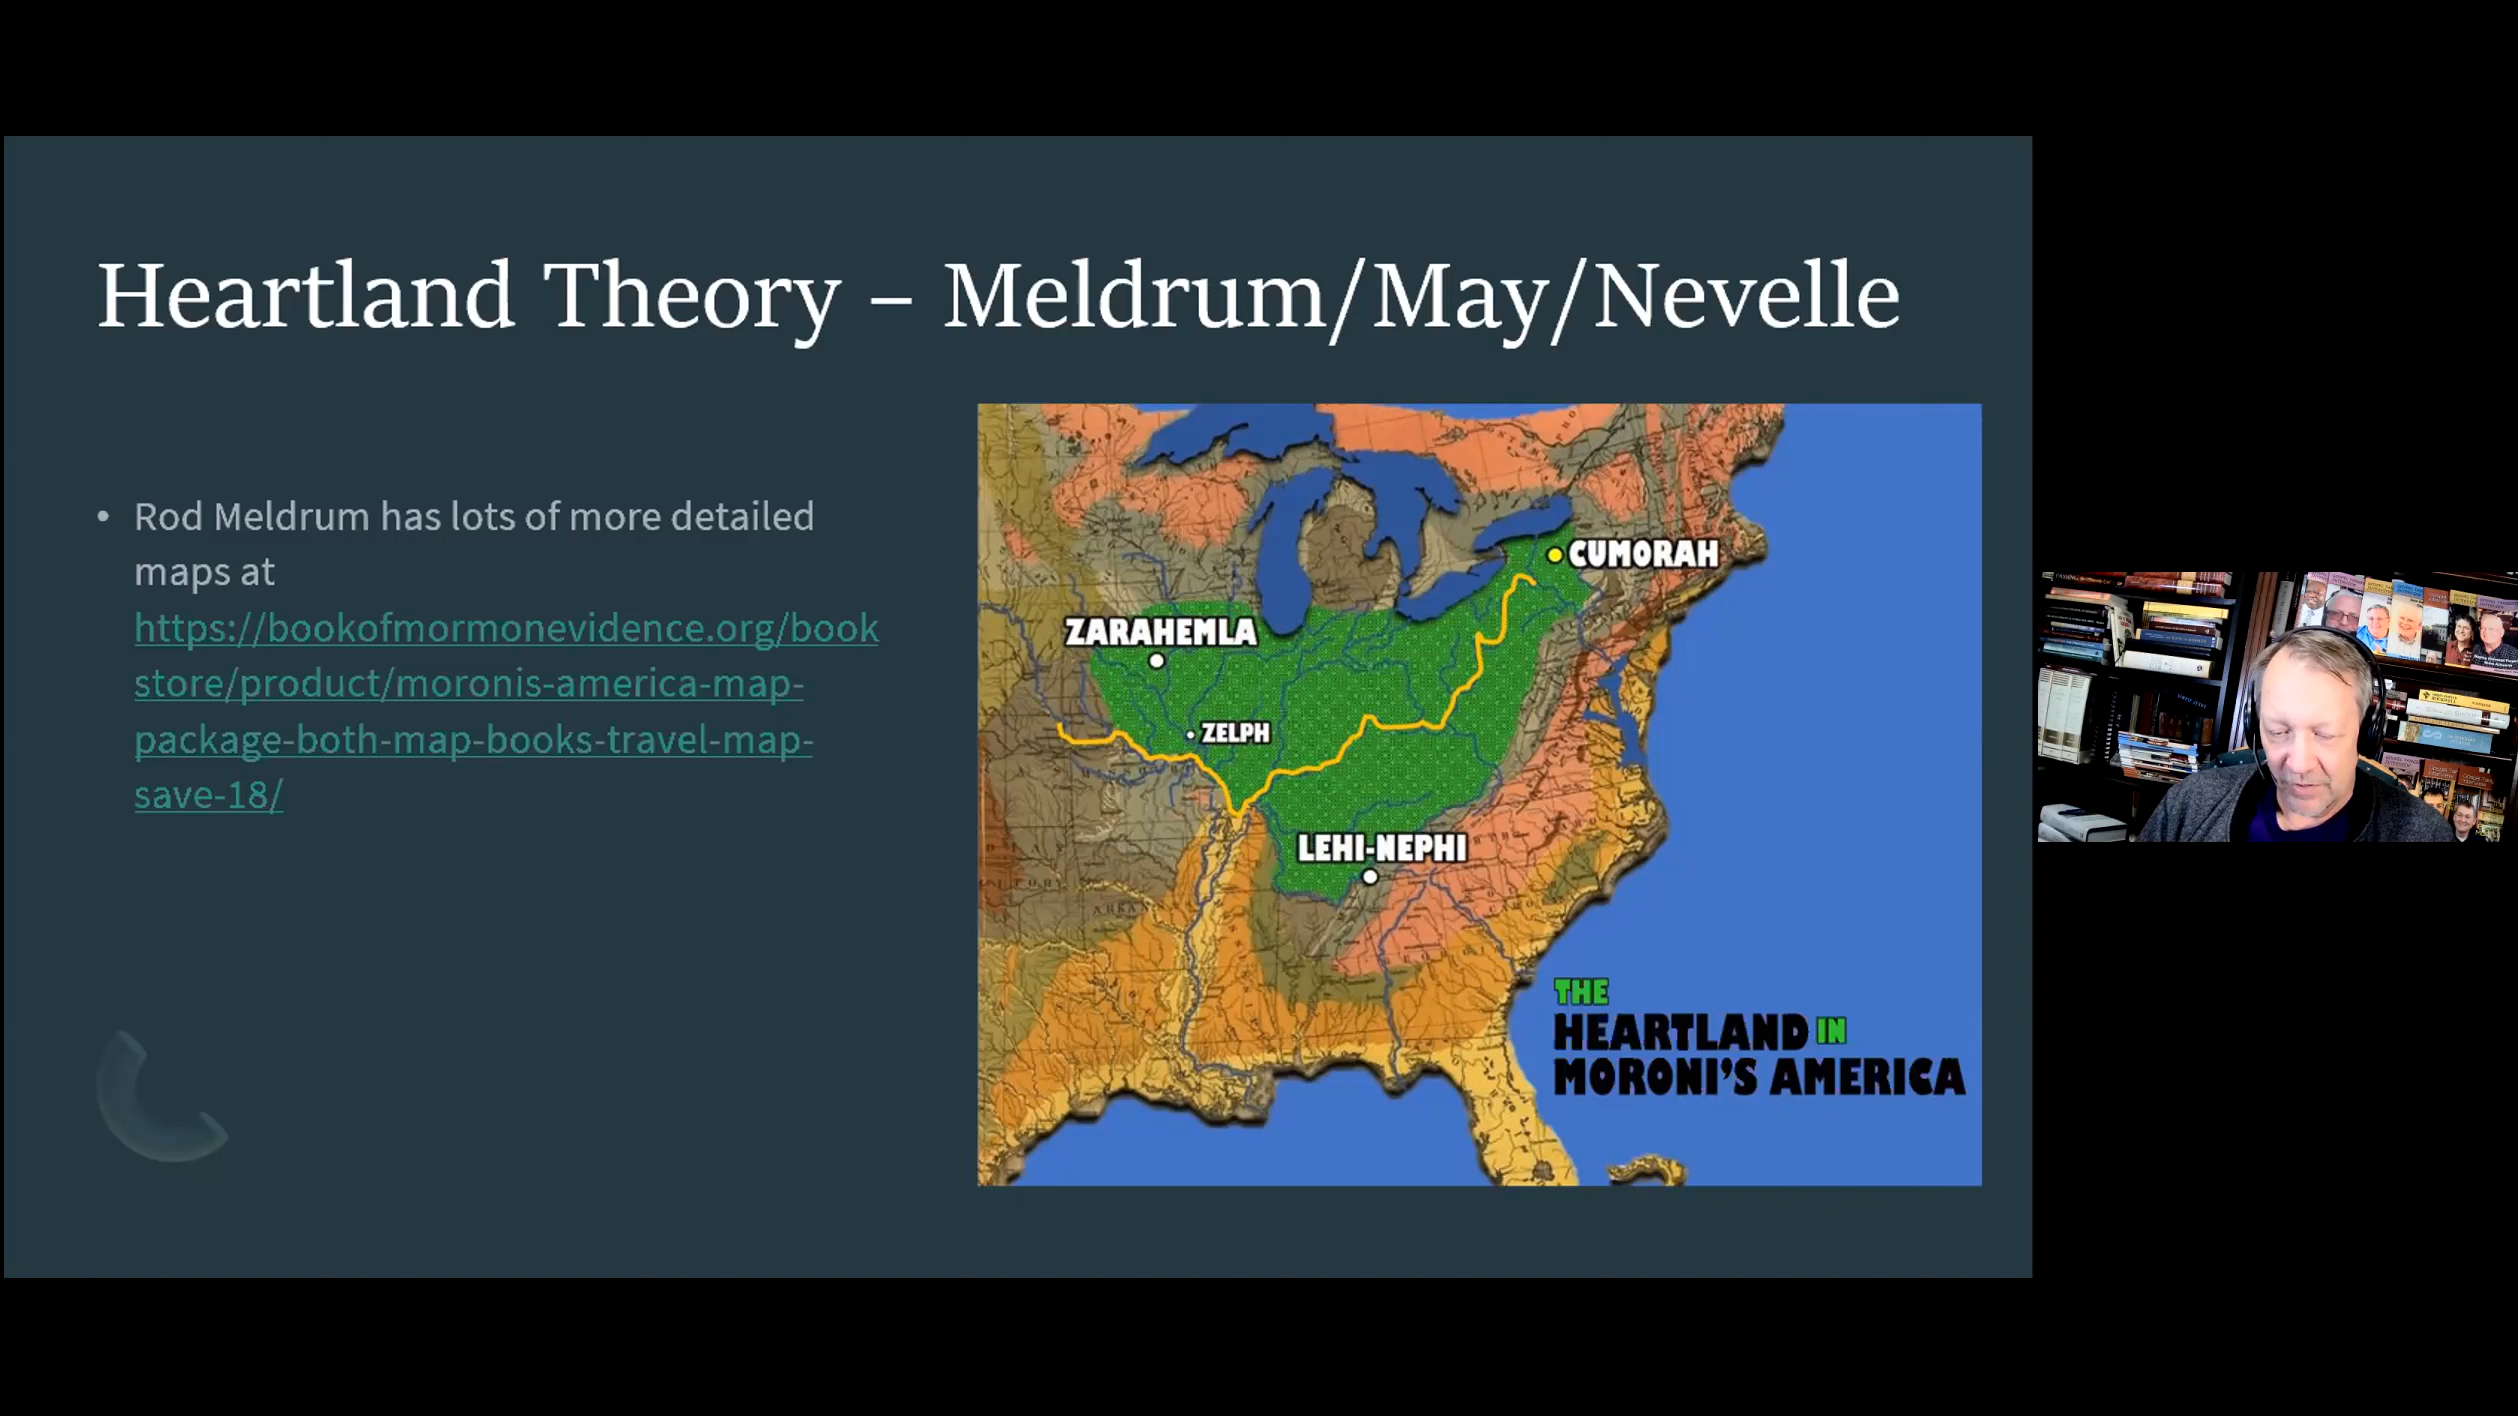 Heartland Theory – Meldrum/May/Nevelle
• Rod Meldrum has lots of more detailed
maps at
https://bookofmormonevidence.org/book
store/product/moronis-america-map-
package-both-map-books-travel-map-
save-18/
CUMORAH
ZARAHEMLA
ZELPH
LEHI-NEPHI
THE
HEARTLAND IN
MORONI'S AMERICA